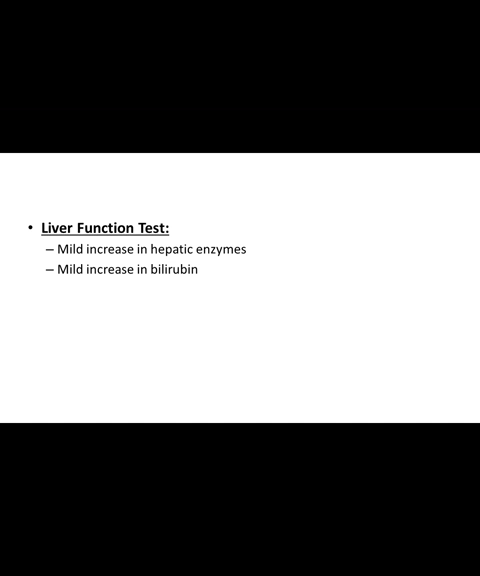 • Liver Function Test:
– Mild increase in hepatic enzymes
– Mild increase in bilirubin